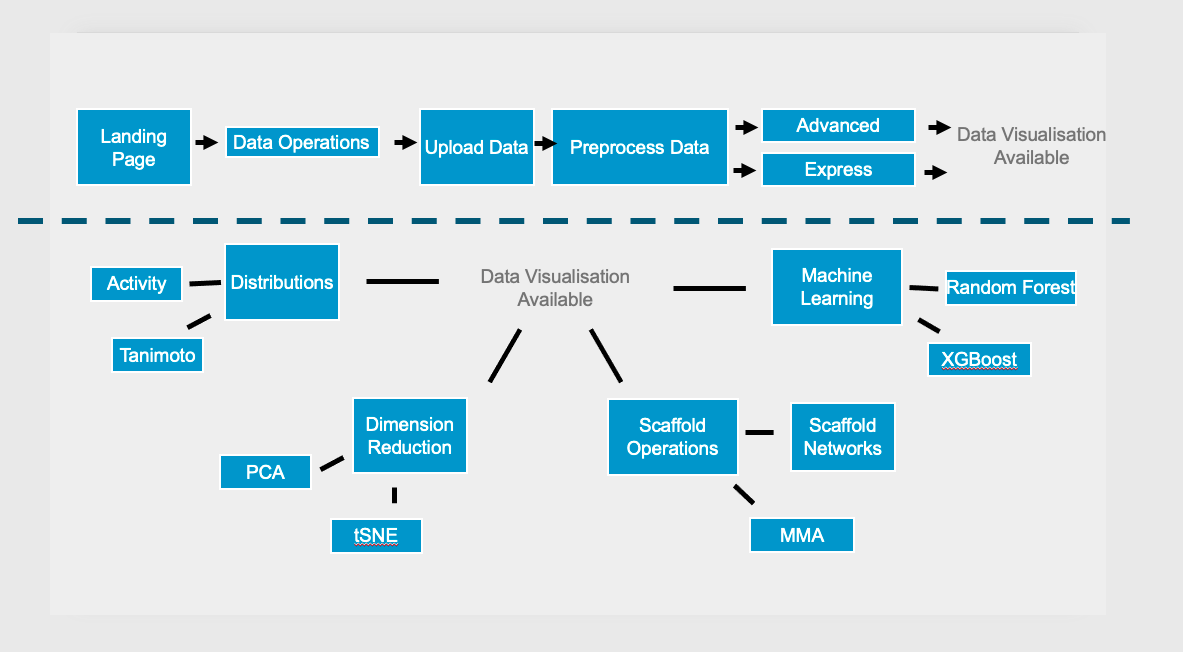 Landing
Page
Data Operations
Upload Data
Preprocess Data
Advanced
Express
Data Visualisation
Available
Activity
Distributions
Tanimoto
Data Visualisation
Available
Machine
Learning
Random Forest
XGBoost
Dimension
Reduction
PCA
tSNE
Scaffold
Operations
Scaffold
Networks
MMA